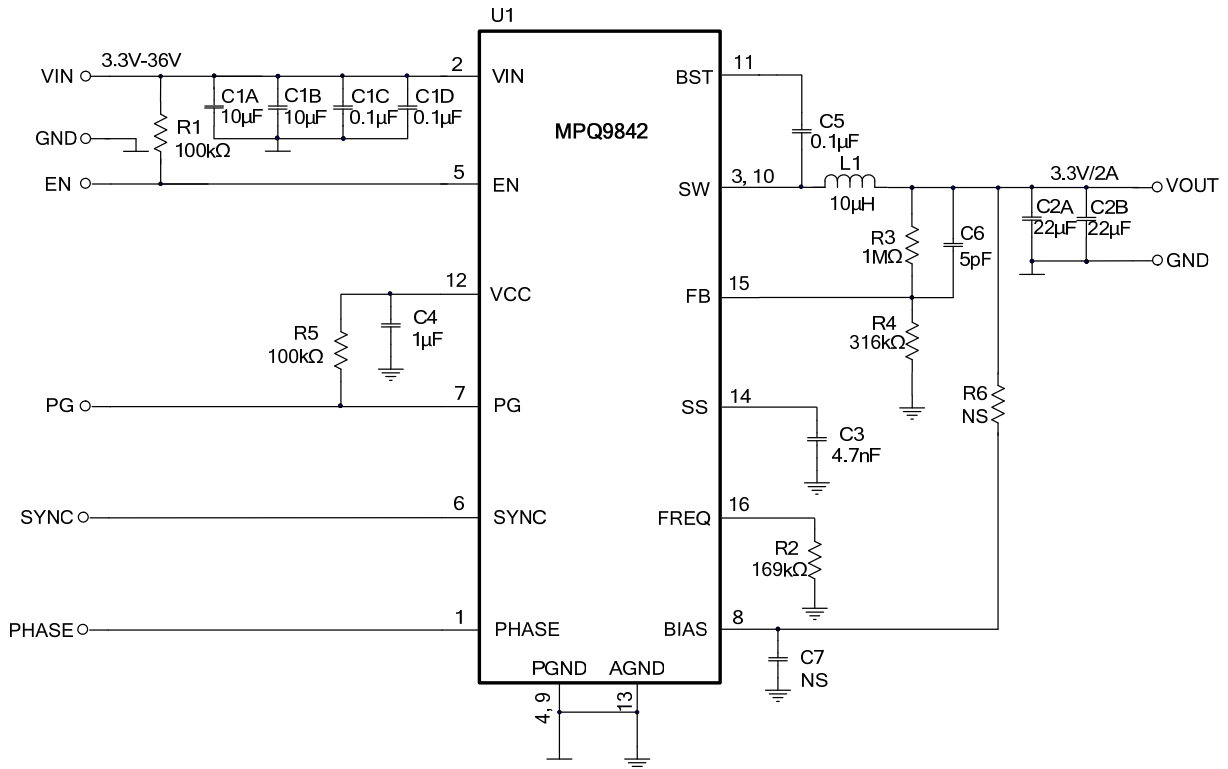 U1
MPQ9842
VIN
3.3V-36V
2
VIN
C1A
10µF
C1B
10µF
C1C
0.1µF
C1D
0.1µF
GND
R1
100kΩ
EN
5
EN
12
VCC
C4
1µF
R5
100kΩ
PG
7
PG
SYNC
6
SYNC
PHASE
1
PHASE
PGND
AGND
4, 9
13
BST
11
C5
0.1µF
SW
3, 10
L1
10µH
3.3V/2A
VOUT
C2A
22µF
C2B
22µF
GND
R3
1MΩ
C6
5pF
FB
15
R4
316kΩ
R6
NS
SS
14
C3
4.7nF
FREQ
16
R2
169kΩ
BIAS
8
C7
NS